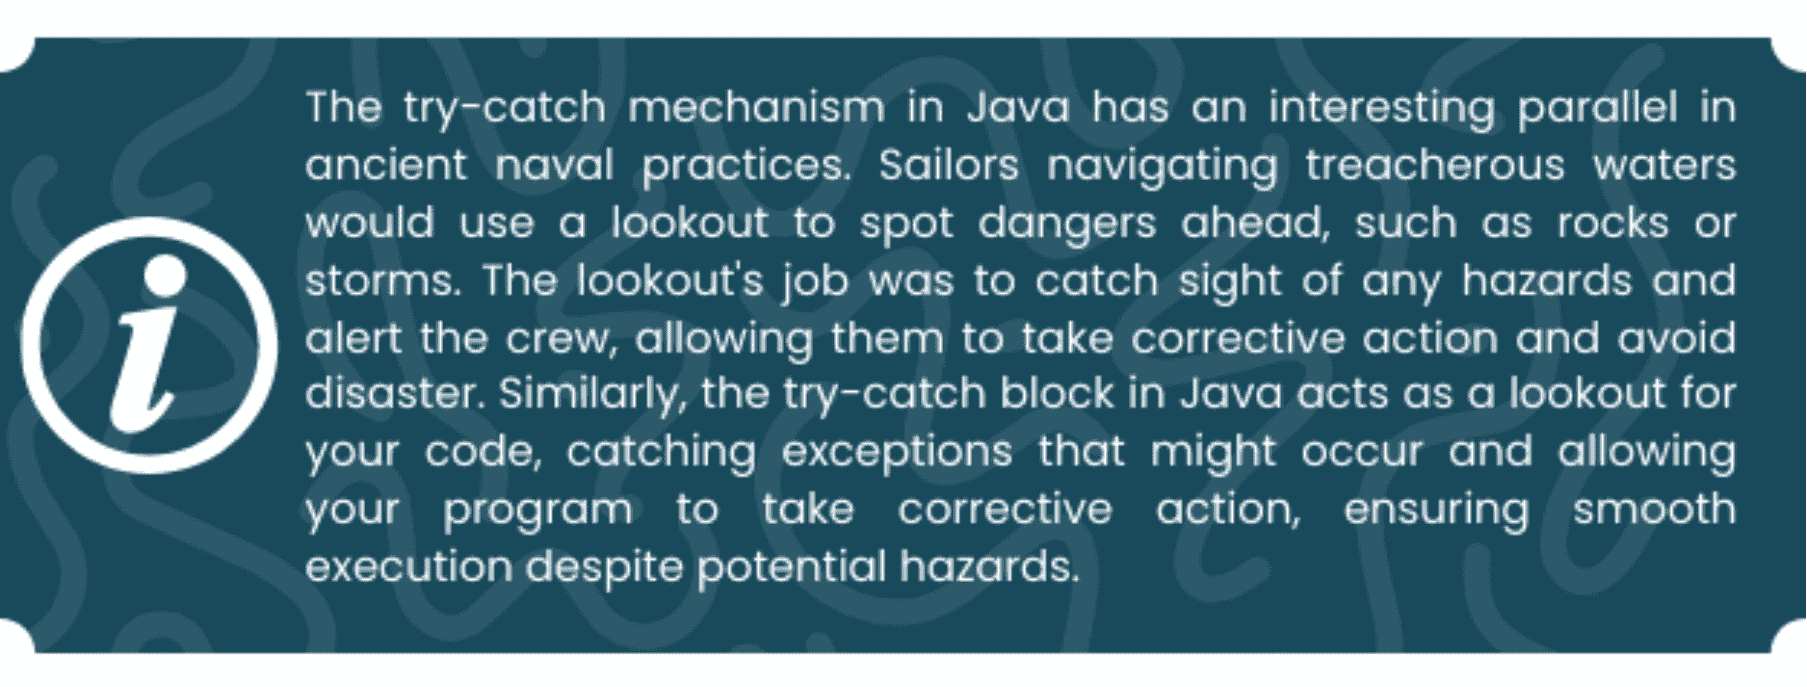 The try-catch mechanism in Java has an interesting parallel in
ancient naval practices. Sailors navigating treacherous waters
would use a lookout to spot dangers ahead, such as rocks or
storms. The lookout's job was to catch sight of any hazards and
alert the crew, allowing them to take corrective action and avoid
disaster. Similarly, the try-catch block in Java acts as a lookout for
your code, catching exceptions that might occur and allowing
your program to take corrective action, ensuring smooth
execution despite potential hazards.